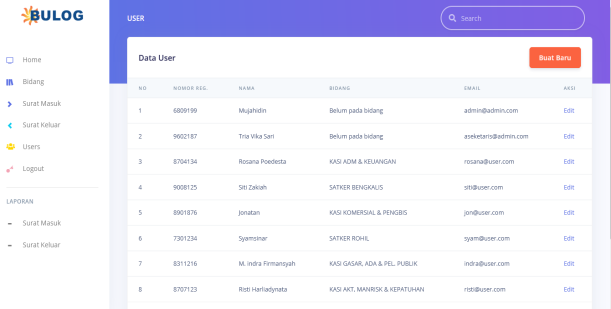 BULOG
USER
Search
Home
Bidang
Surat Masuk
Surat Keluar
Users
Logout
LAPORAN
Surat Masuk
Surat Keluar
Data User
Buat Baru
NO NOMOR REG. NAMA BIDANG EMAIL AKSI
1 6809199 Mujahidin Belum pada bidang admin@admin.com Edit
2 9602187 Tria Vika Sari Belum pada bidang aseketaris@admin.com Edit
3 8704134 Rosana Poedesta KASI ADM & KEUANGAN rosana@user.com Edit
4 9008125 Siti Zakiah SATKER BENGKALIS siti@user.com Edit
5 8901876 Jonatan KASI KOMERSIAL & PENGBIS jon@user.com Edit
6 7301234 Syamsinar SATKER ROHIL syam@user.com Edit
7 8311216 M. Indra Firmansyah KASI GASAR, ADA & PEL. PUBLIK indra@user.com Edit
8 8707123 Risti Harliadynata KASI AKT, MANRISK & KEPATUHAN risti@user.com Edit